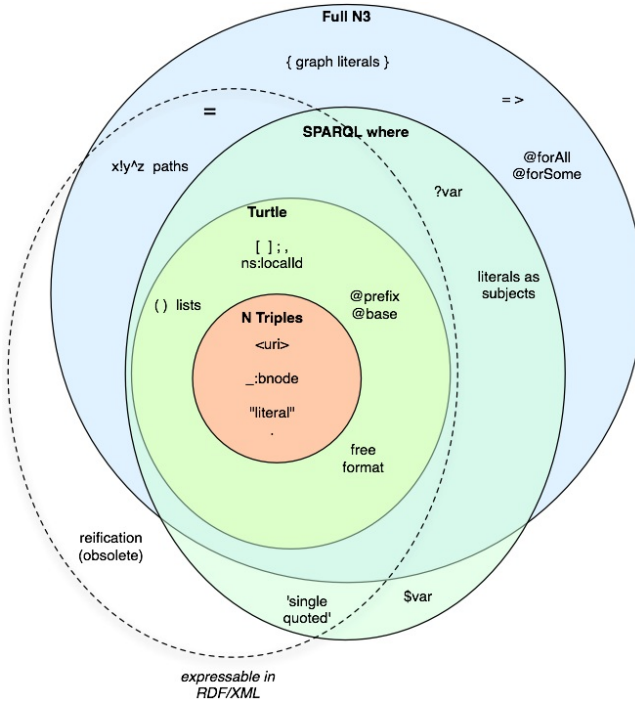 Full N3
{ graph literals }
=
= >
SPARQL where
@forAll
@forSome
x!y^z paths
?var
Turtle
[ ] ; ,
ns:localId
literals as
subjects
( ) lists
@prefix
@base
N Triples
<uri>
_:bnode
"literal"
.
free
format
reification
(obsolete)
'single
quoted'
$var
expressable in
RDF/XML